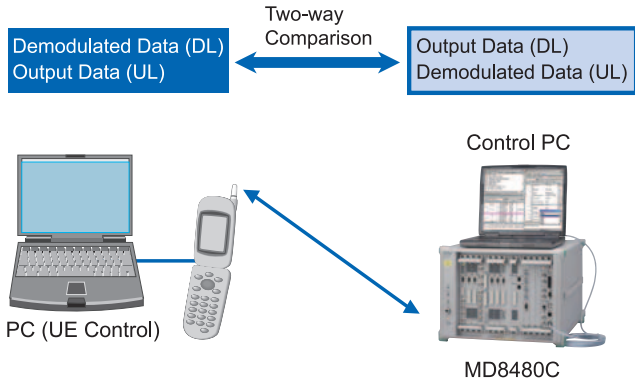 Two-way
Comparison
Demodulated Data (DL)
Output Data (UL)
Output Data (DL)
Demodulated Data (UL)
Control PC
PC (UE Control)
MD8480C